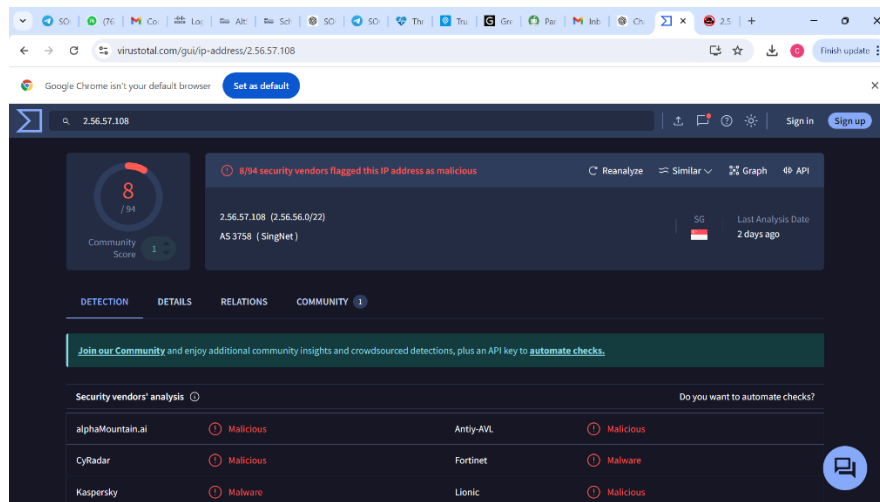 SO
(76
Co
Loc
Alt
Sch
SO
SO
Thr
Tru
Gre
Par
Inb
Ch
2.5
virustotal.com/gui/ip-address/2.56.57.108
Finish update
Google Chrome isn't your default browser
Set as default
2.56.57.108
Sign in
Sign up
8
/ 94
Community
Score
1
8/94 security vendors flagged this IP address as malicious
Reanalyze
Similar
Graph
API
2.56.57.108 (2.56.56.0/22)
AS 3758 ( SingNet )
SG
Last Analysis Date
2 days ago
DETECTION
DETAILS
RELATIONS
COMMUNITY 1
Join our Community and enjoy additional community insights and crowdsourced detections, plus an API key to automate checks.
Security vendors' analysis
Do you want to automate checks?
alphaMountain.ai Malicious Antiy-AVL Malicious
CyRadar Malicious Fortinet Malware
Kaspersky Malware Lionic Malicious